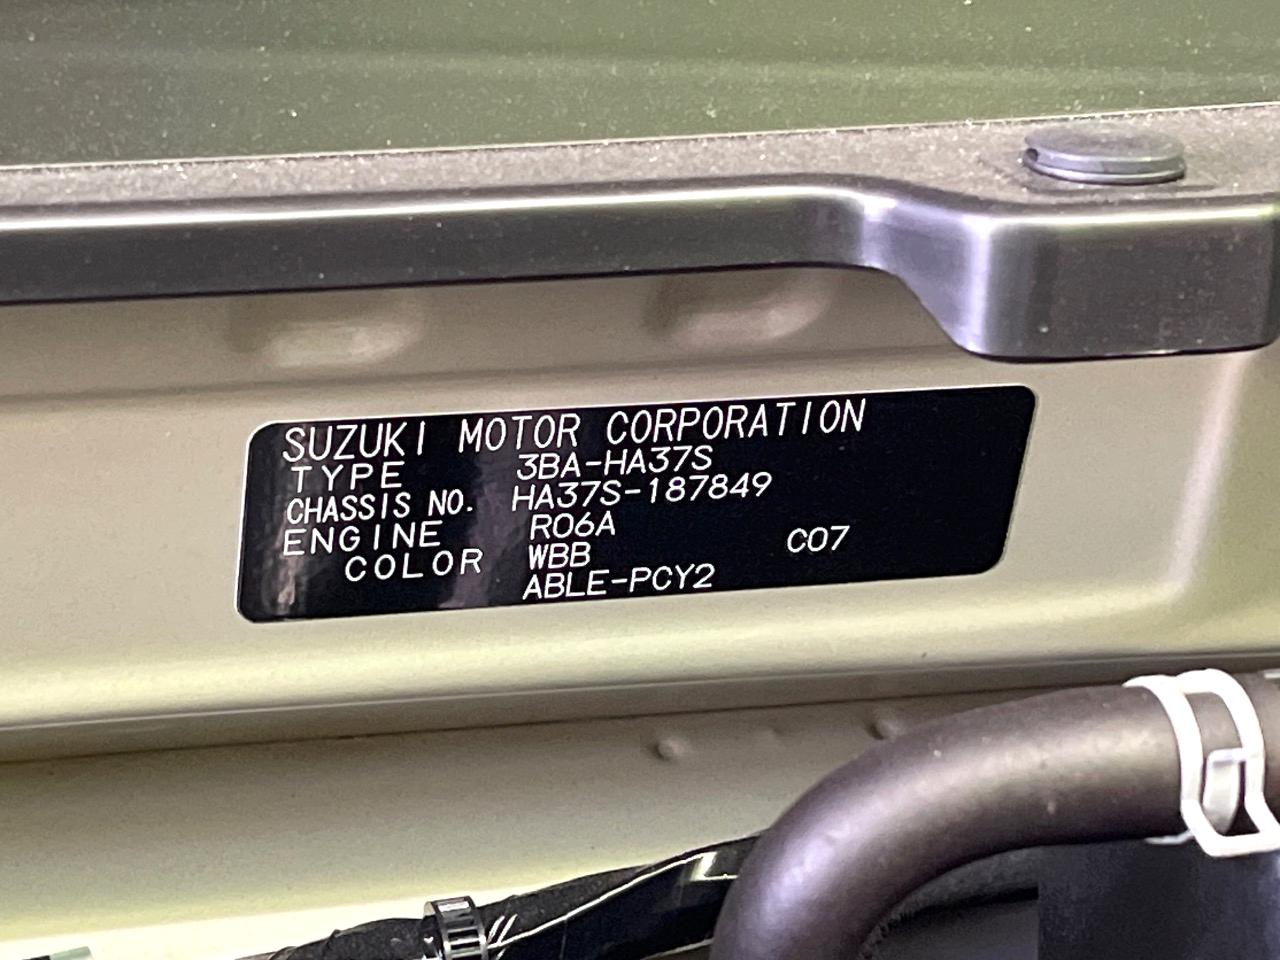 SUZUKI MOTOR CORPORATION
TYPE 3BA-HA37S
CHASSIS NO. HA37S-187849
ENGINE R06A
COLOR WBB C07
ABLE-PCY2